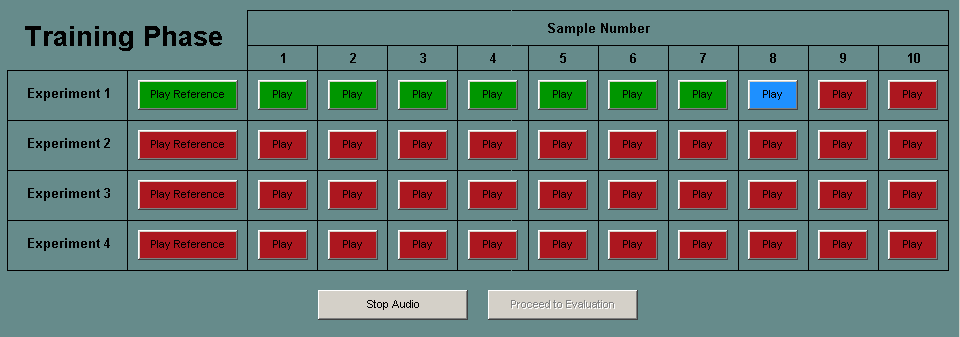 Training Phase
Sample Number
1 2 3 4 5 6 7 8 9 10
Experiment 1 Play Reference Play Play Play Play Play Play Play Play Play Play
Experiment 2 Play Reference Play Play Play Play Play Play Play Play Play Play
Experiment 3 Play Reference Play Play Play Play Play Play Play Play Play Play
Experiment 4 Play Reference Play Play Play Play Play Play Play Play Play Play
Stop Audio Proceed to Evaluation